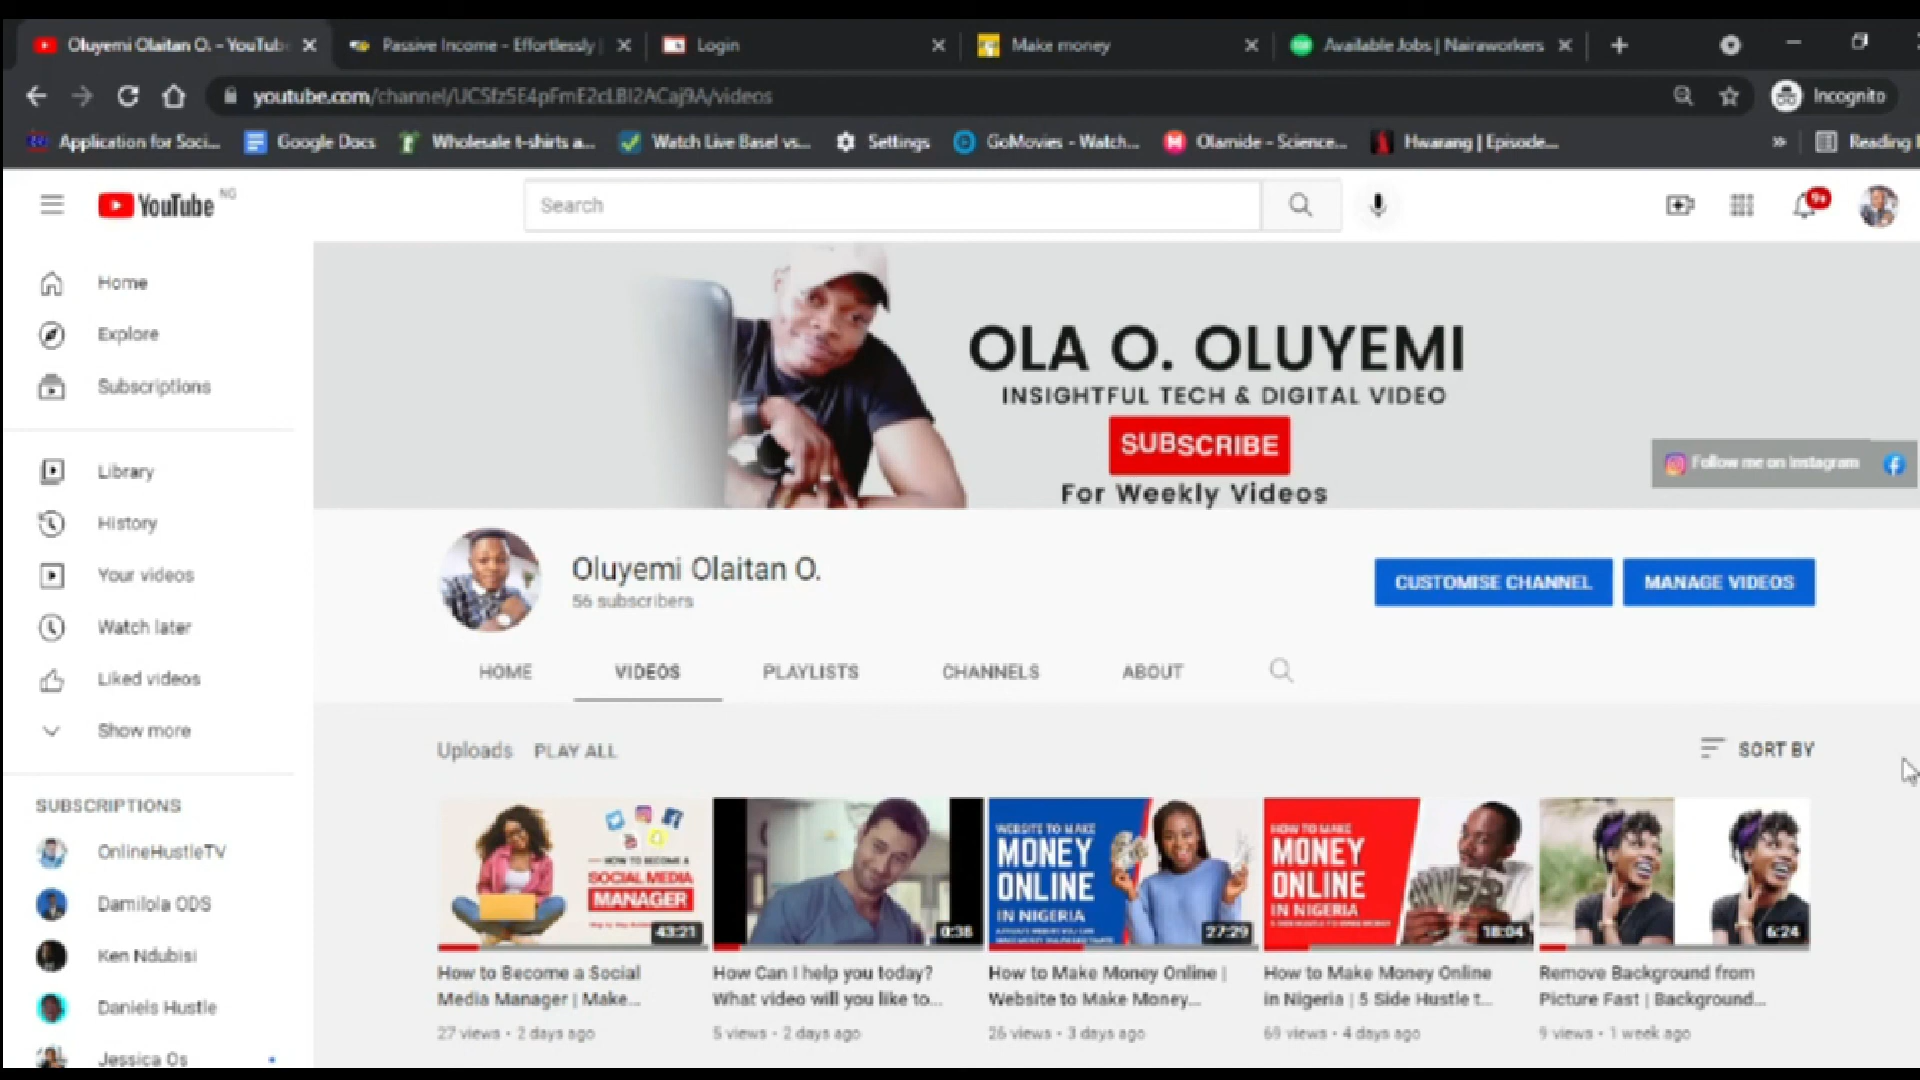 Oluyemi Olaitan O. - YouTub
Passive Income - Effortlessly |
Login
Make money
Available Jobs | Nairaworkers
youtube.com/channel/UCSfz5E4pFmE2cLBI2ACaj9A/videos
Incognito
Application for Soci...
Google Docs
Wholesale t-shirts a...
Watch Live Basel vs...
Settings
GoMovies - Watch...
Olamide - Science...
Hwarang | Episode...
»
Reading l
YouTube NG
Search
Home
Explore
Subscriptions
Library
History
Your videos
Watch later
Liked videos
Show more
SUBSCRIPTIONS
OnlineHustleTV
Damilola ODS
Ken Ndubisi
Daniels Hustle
Jessica Os
OLA O. OLUYEMI
INSIGHTFUL TECH & DIGITAL VIDEO
SUBSCRIBE
For Weekly Videos
Follow me on Instagram
Oluyemi Olaitan O.
56 subscribers
CUSTOMISE CHANNEL
MANAGE VIDEOS
HOME
VIDEOS
PLAYLISTS
CHANNELS
ABOUT
Uploads
PLAY ALL
SORT BY
HOW TO BECOME A
SOCIAL MEDIA
MANAGER
43:21
0:38
WEBSITE TO MAKE
MONEY
ONLINE
IN NIGERIA
27:29
HOW TO MAKE
MONEY
ONLINE
IN NIGERIA
18:04
6:24
How to Become a Social
Media Manager | Make...
27 views • 2 days ago
How Can I help you today?
What video will you like to...
5 views • 2 days ago
How to Make Money Online |
Website to Make Money...
26 views • 3 days ago
How to Make Money Online
in Nigeria | 5 Side Hustle t...
69 views • 4 days ago
Remove Background from
Picture Fast | Background...
9 views • 1 week ago